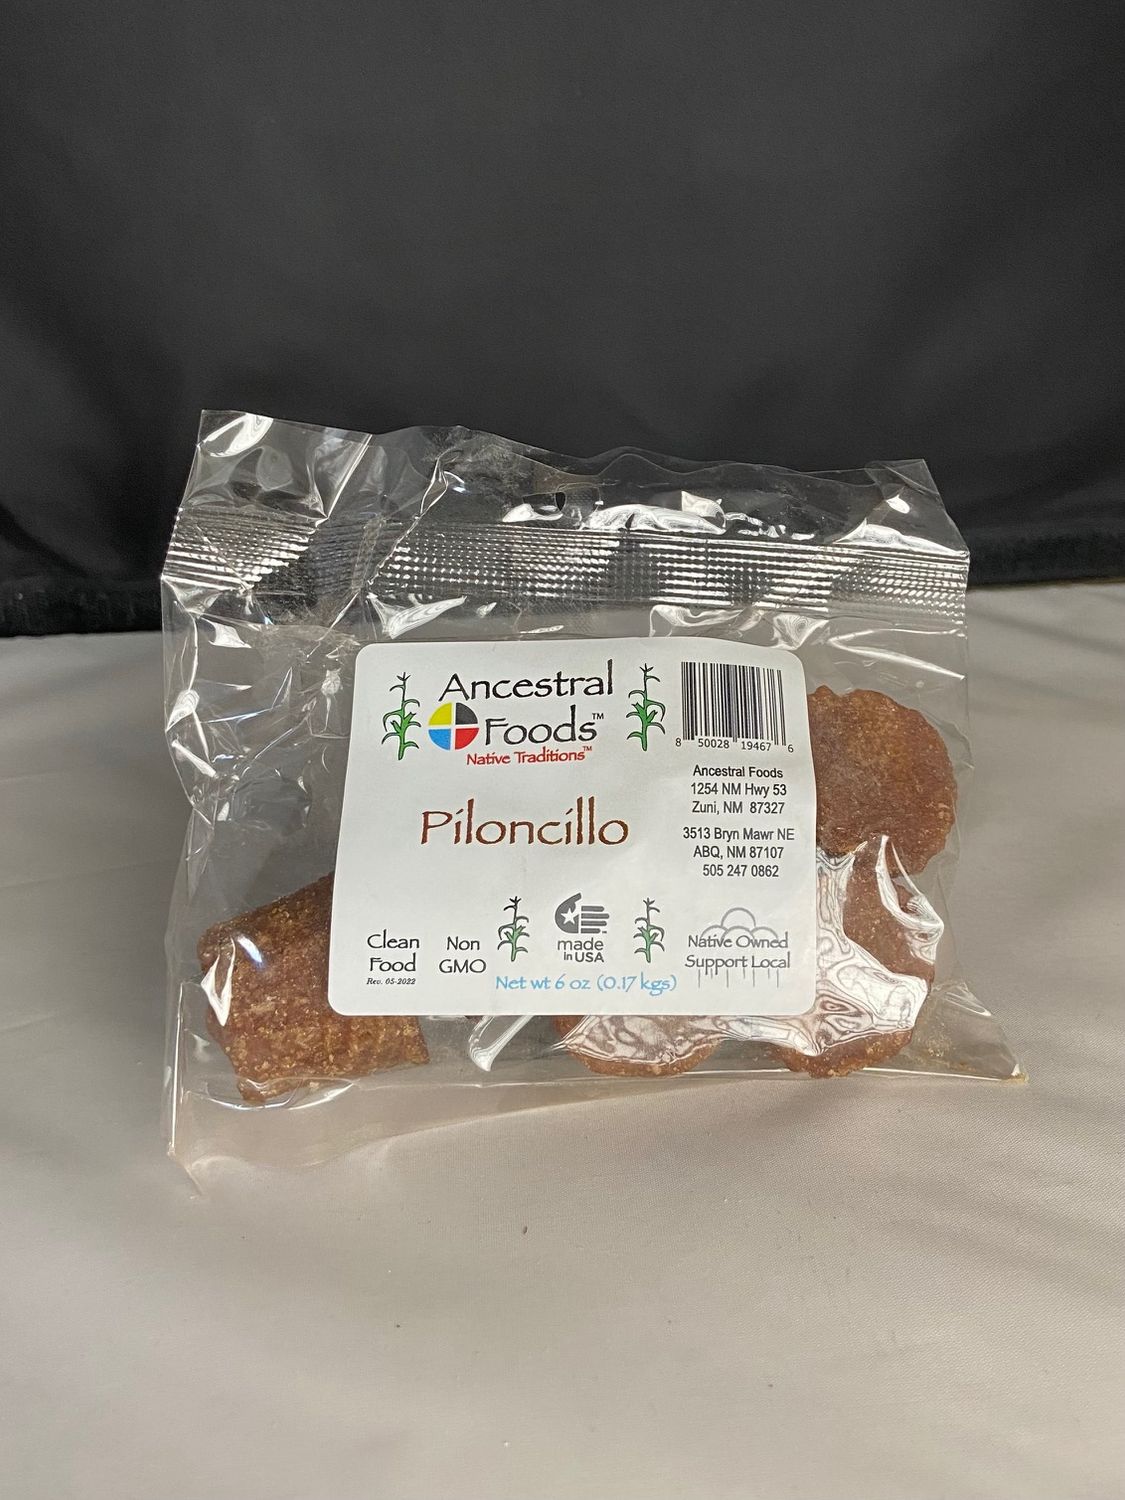 Ancestral
Foods™
Native Traditions™
Piloncillo
8 50028 19467 6
Ancestral Foods
1254 NM Hwy 53
Zuni, NM 87327
3513 Bryn Mawr NE
ABQ, NM 87107
505 247 0862
Clean
Food
Rev. 05-2022
Non
GMO
made
in USA
Net wt 6 oz (0.17 kgs)
Native Owned
Support Local